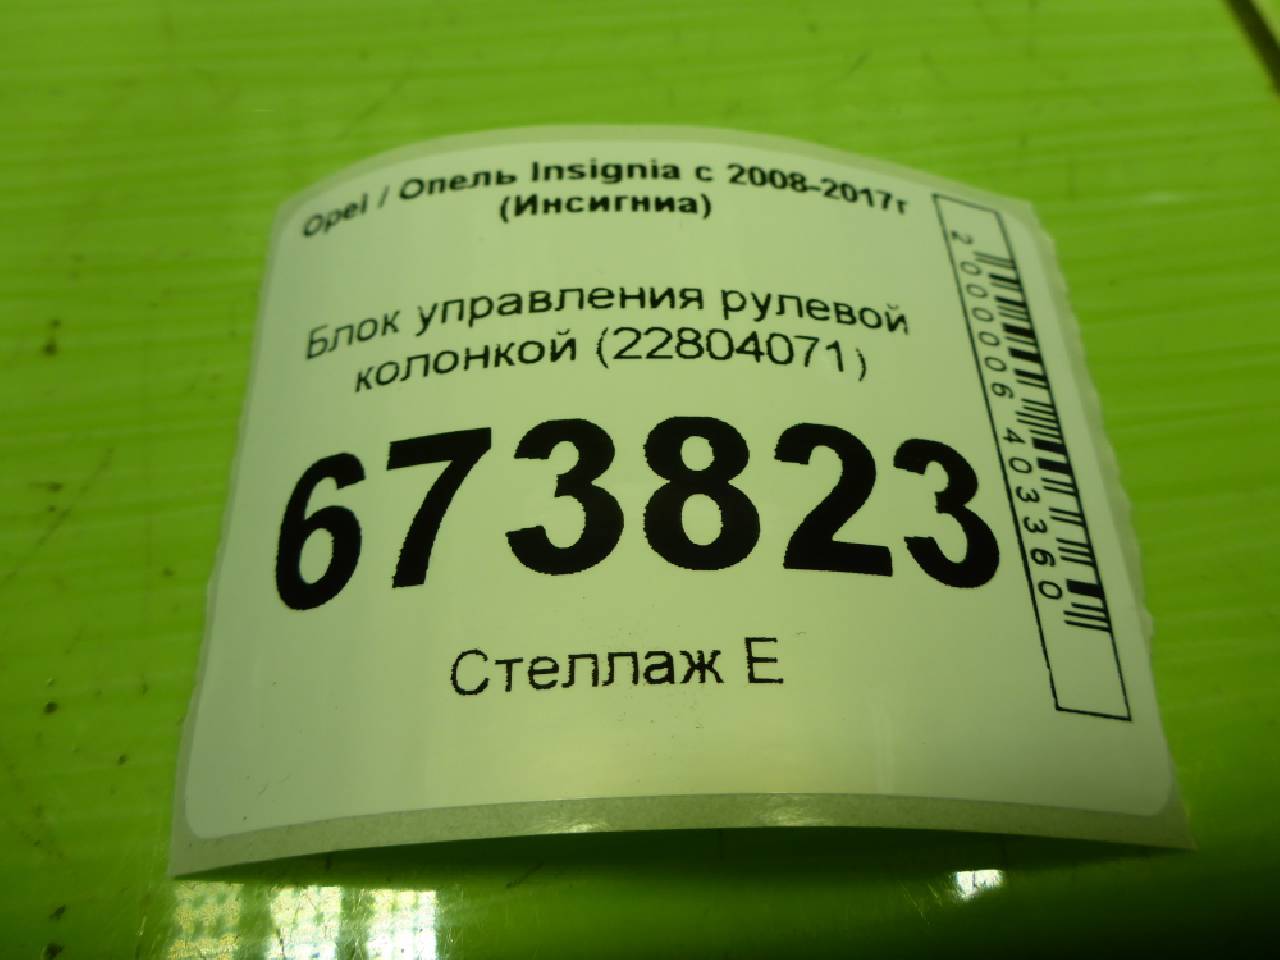 Opel / Опель Insignia с 2008-2017г
(Инсигниа)
Блок управления рулевой
колонкой (22804071)
673823
Стеллаж Е
2000006403360